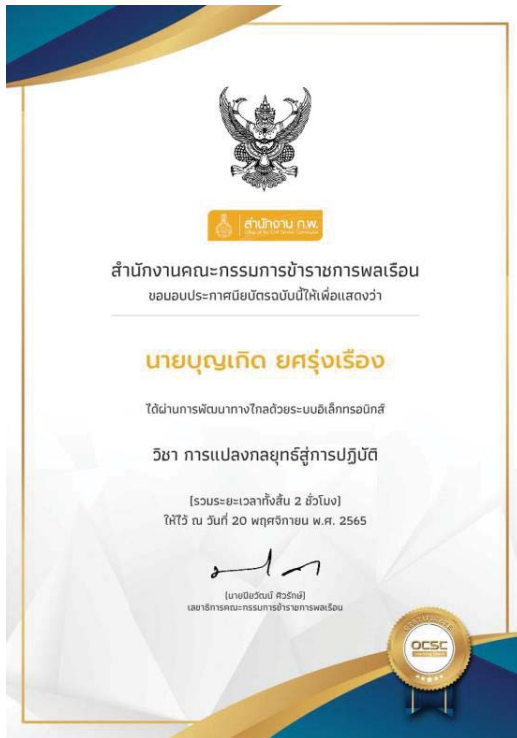 สำนักงาน ก.พ.
สำนักงานคณะกรรมการข้าราชการพลเรือน
ขอมอบประกาศนียบัตรฉบับนี้ให้เพื่อแสดงว่า
นายบุญเกิด ยศรุ่งเรือง
ได้ผ่านการพัฒนาทางไกลด้วยระบบอิเล็กทรอนิกส์
วิชา การแปลงกลยุทธ์สู่การปฏิบัติ
(รวมระยะเวลาทั้งสิ้น 2 ชั่วโมง)
ให้ไว้ ณ วันที่ 20 พฤศจิกายน พ.ศ. 2565
(นายปิยวัฒน์ ศิวรักษ์)
เลขาธิการคณะกรรมการข้าราชการพลเรือน
CERTIFICATE
OCSC